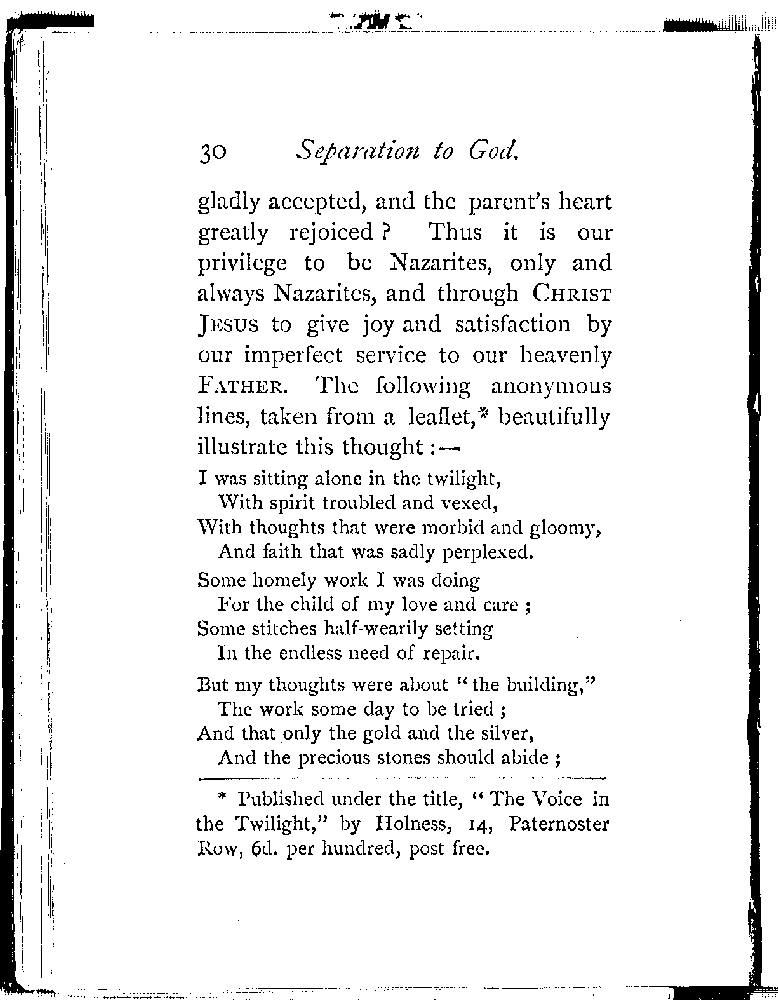 30 Separation to God.
gladly accepted, and the parent's heart
greatly rejoiced ? Thus it is our
privilege to be Nazarites, only and
always Nazarites, and through CHRIST
JESUS to give joy and satisfaction by
our imperfect service to our heavenly
FATHER. The following anonymous
lines, taken from a leaflet,* beautifully
illustrate this thought :—
I was sitting alone in the twilight,
With spirit troubled and vexed,
With thoughts that were morbid and gloomy,
And faith that was sadly perplexed.
Some homely work I was doing
For the child of my love and care ;
Some stitches half-wearily setting
In the endless need of repair.
But my thoughts were about “ the building,”
The work some day to be tried ;
And that only the gold and the silver,
And the precious stones should abide ;
* Published under the title, “ The Voice in
the Twilight,” by Holness, 14, Paternoster
Row, 6d. per hundred, post free.